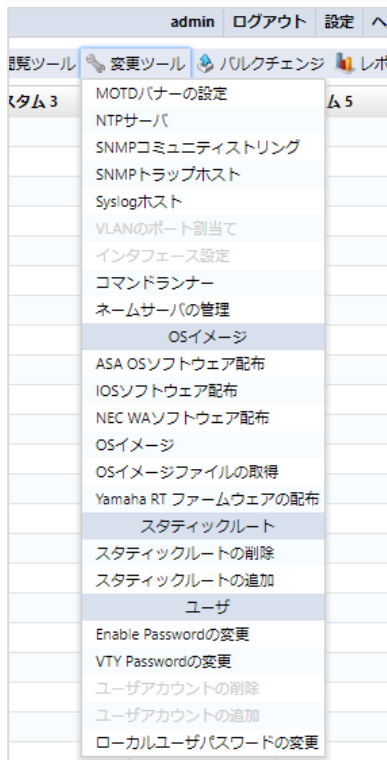 admin ログアウト 設定 ヘ
閲覧ツール 変更ツール バルクチェンジ レポ
スタム 3 ム 5
MOTDバナーの設定
NTPサーバ
SNMPコミュニティストリング
SNMPトラップホスト
Syslogホスト
VLANのポート割当て
インタフェース設定
コマンドランナー
ネームサーバの管理
OSイメージ
ASA OSソフトウェア配布
IOSソフトウェア配布
NEC WAソフトウェア配布
OSイメージ
OSイメージファイルの取得
Yamaha RT ファームウェアの配布
スタティックルート
スタティックルートの削除
スタティックルートの追加
ユーザ
Enable Passwordの変更
VTY Passwordの変更
ユーザアカウントの削除
ユーザアカウントの追加
ローカルユーザパスワードの変更